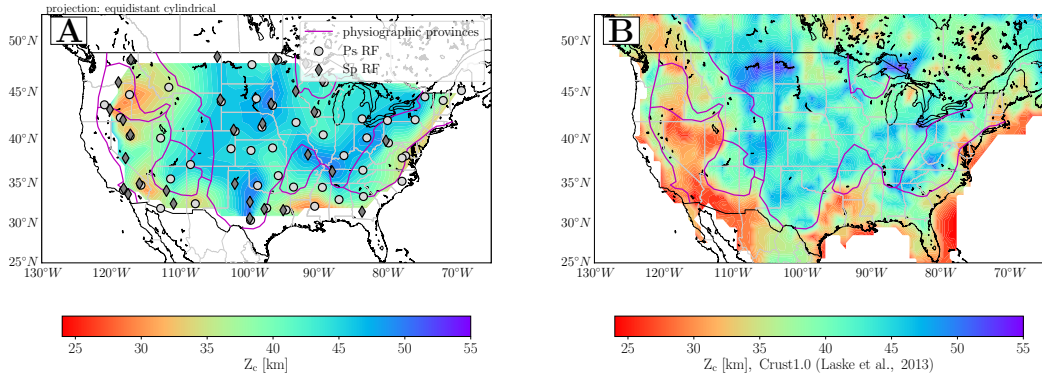 projection: equidistant cylindrical
A
physiographic provinces
Ps RF
Sp RF
50°N
45°N
40°N
35°N
30°N
25°N
130°W 120°W 110°W 100°W 90°W 80°W 70°W
25 30 35 40 45 50 55
Z_c [km]
B
50°N
45°N
40°N
35°N
30°N
25°N
130°W 120°W 110°W 100°W 90°W 80°W 70°W
25 30 35 40 45 50 55
Z_c [km], Crust1.0 (Laske et al., 2013)